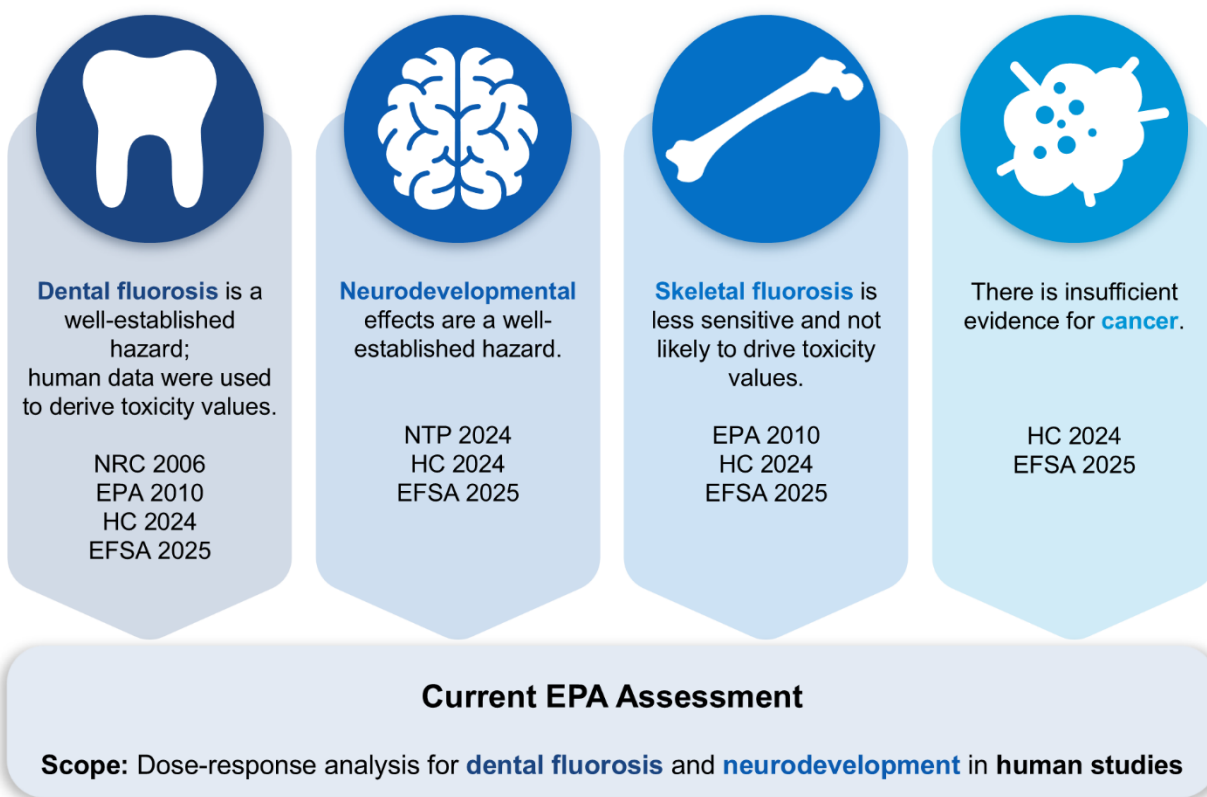 Dental fluorosis is a
well-established
hazard;
human data were used
to derive toxicity values.
NRC 2006
EPA 2010
HC 2024
EFSA 2025
Neurodevelopmental
effects are a well-
established hazard.
NTP 2024
HC 2024
EFSA 2025
Skeletal fluorosis is
less sensitive and not
likely to drive toxicity
values.
EPA 2010
HC 2024
EFSA 2025
There is insufficient
evidence for cancer.
HC 2024
EFSA 2025
Current EPA Assessment
Scope: Dose-response analysis for dental fluorosis and neurodevelopment in human studies